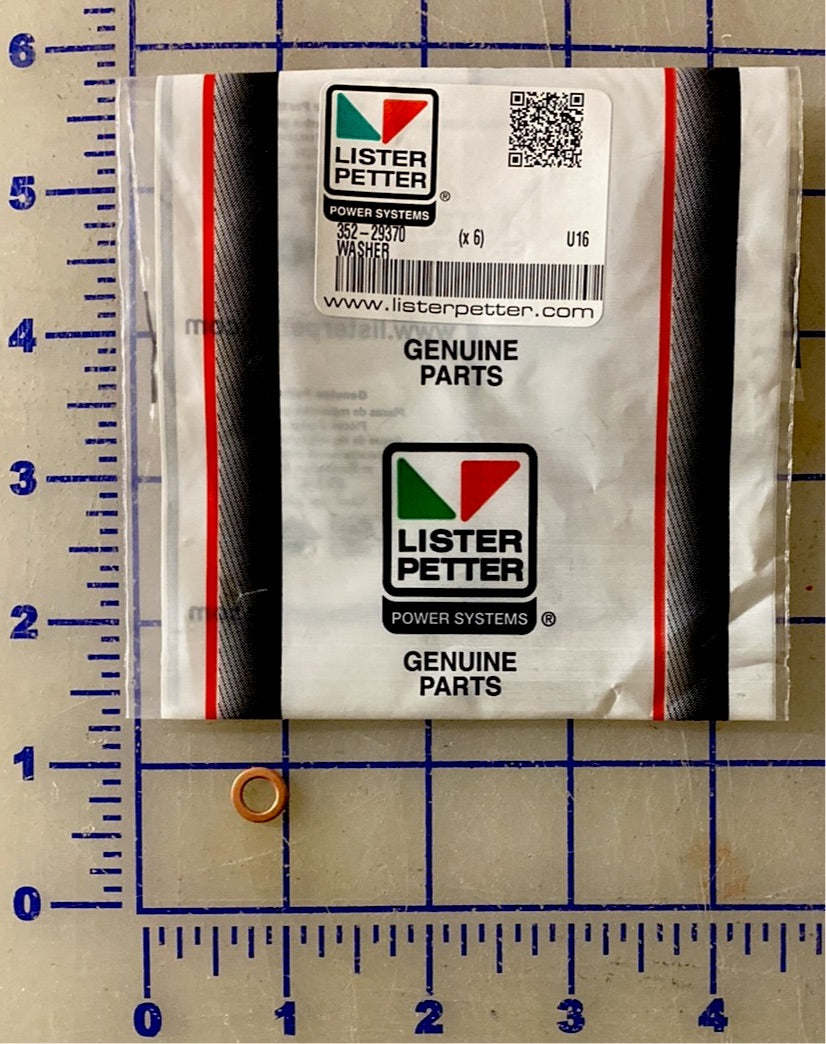 6
LISTER
PETTER
®
POWER SYSTEMS
352-29370 (x 6) U16
WASHER
www.listerpetter.com
5
4
GENUINE
PARTS
3
LISTER
PETTER
POWER SYSTEMS ®
2
GENUINE
PARTS
1
0
0 1 2 3 4